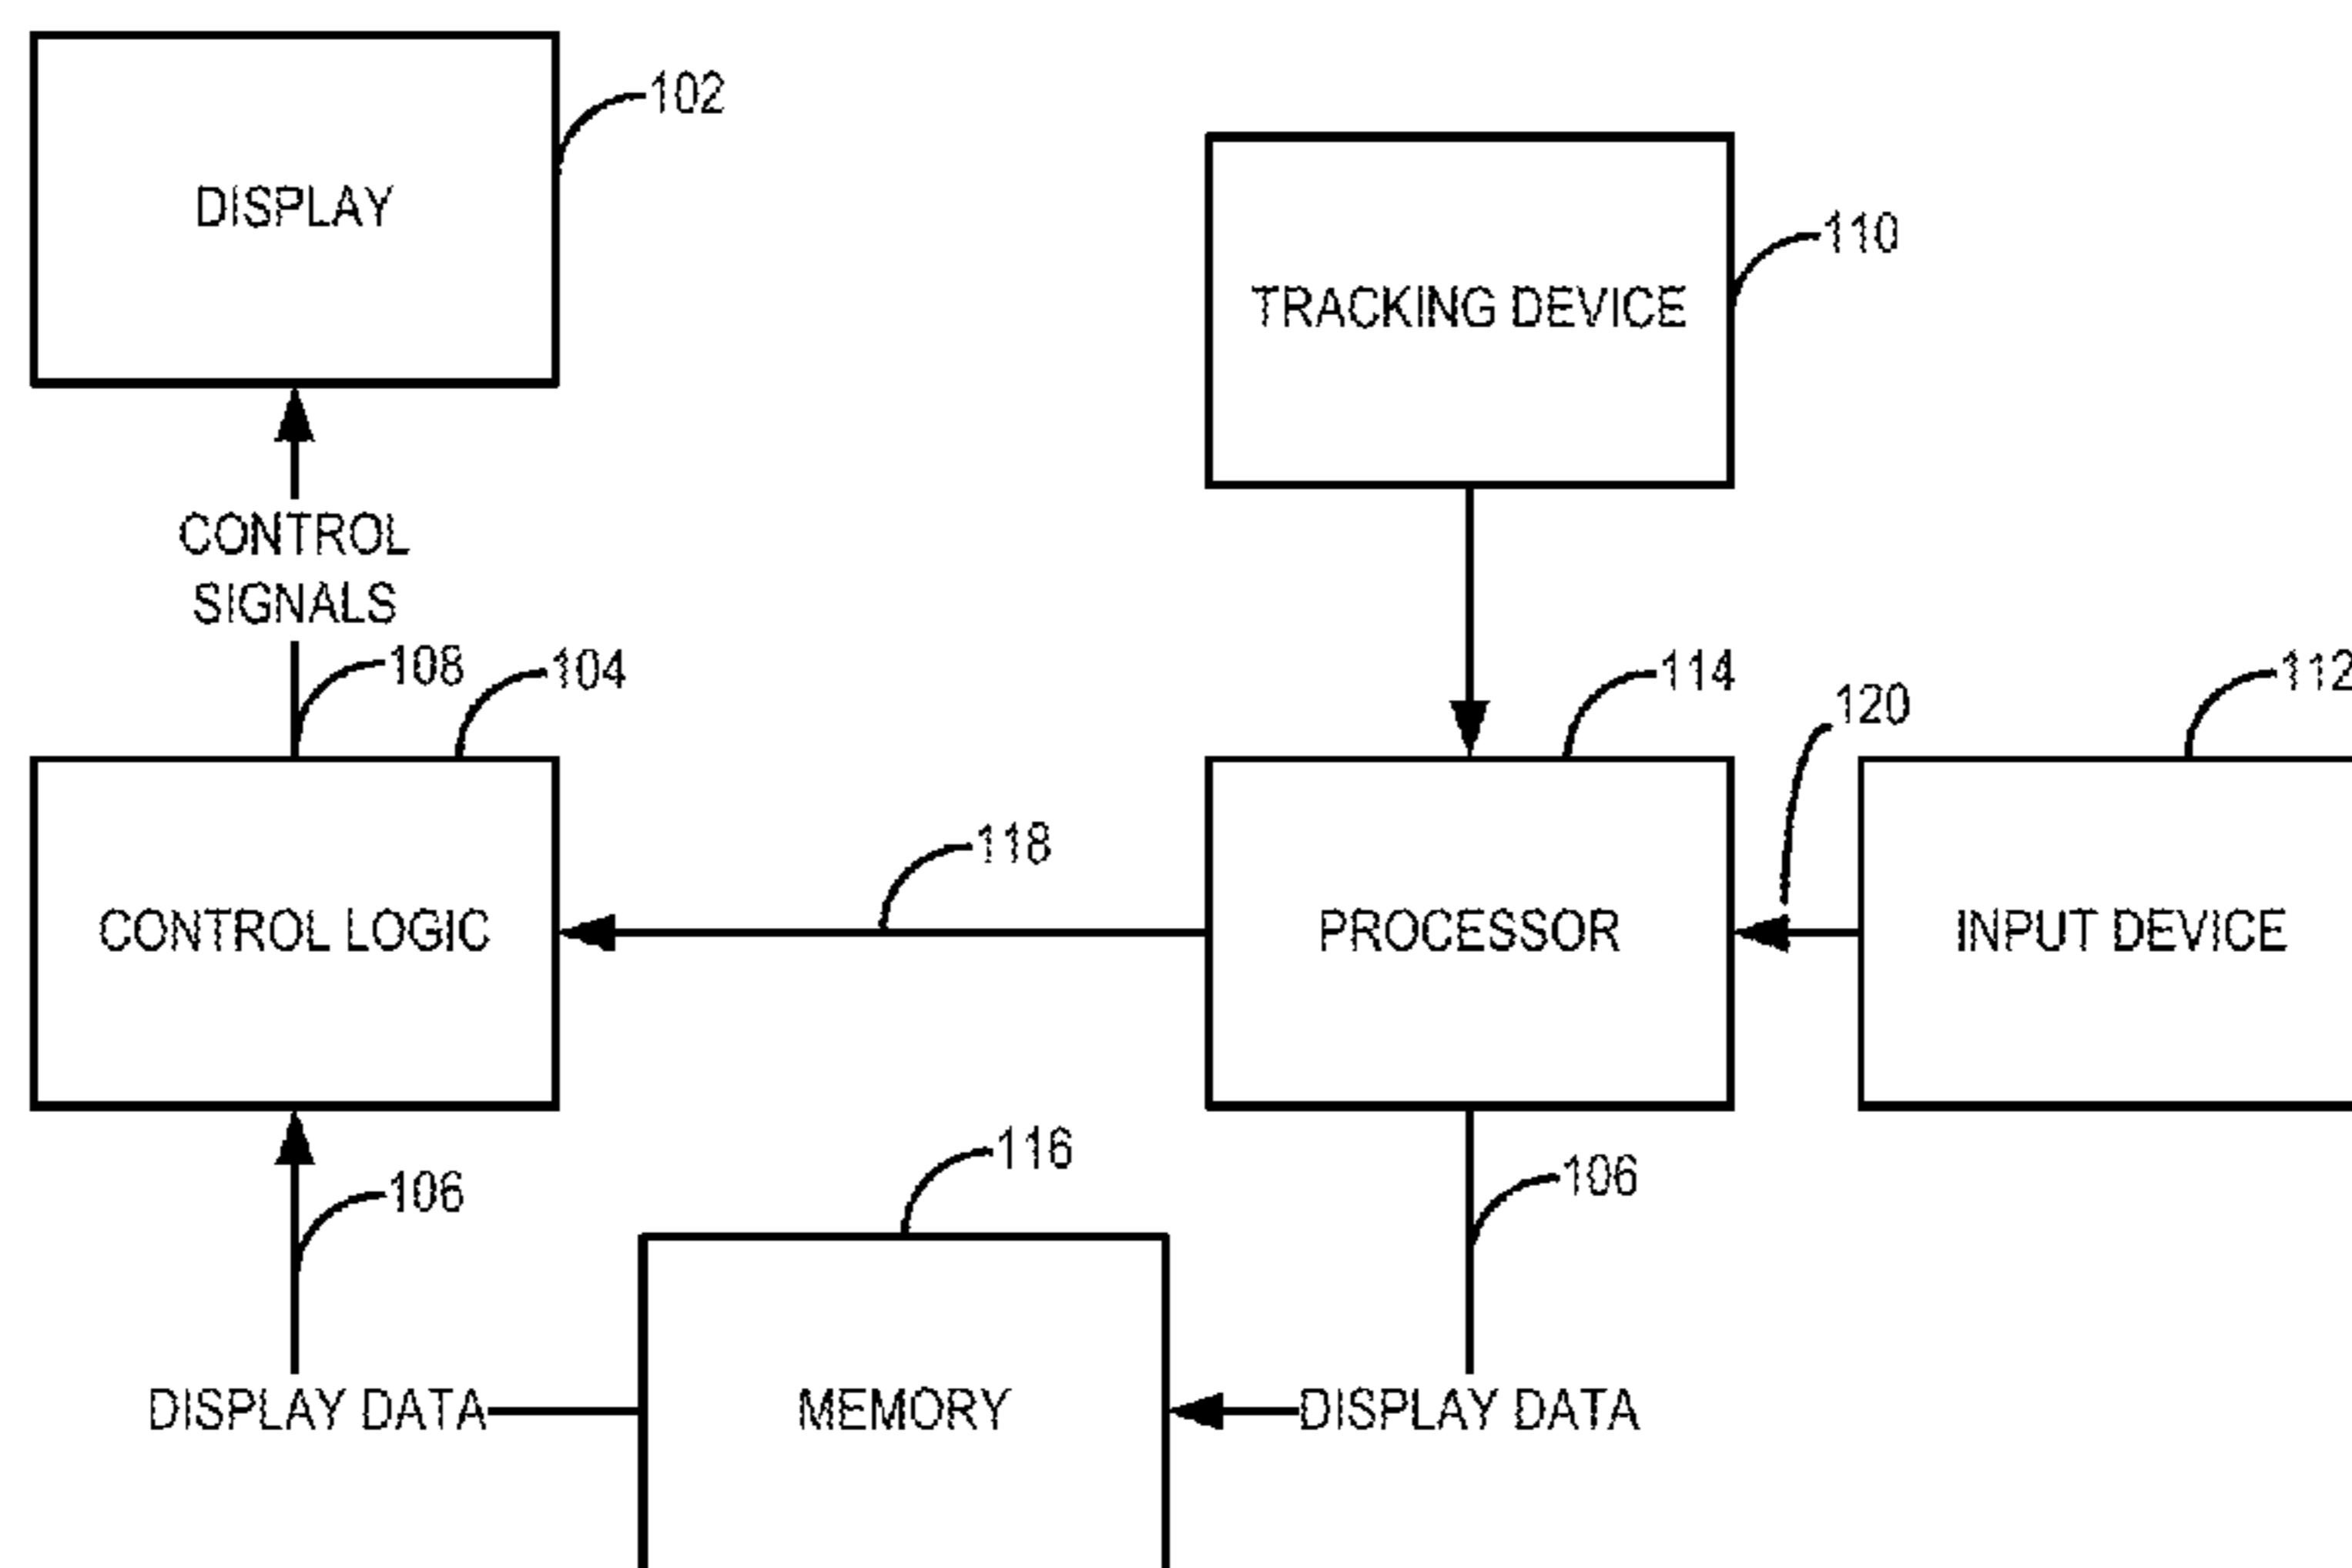 102
DISPLAY
110
TRACKING DEVICE
CONTROL
SIGNALS
108
104
114
120
112
118
CONTROL LOGIC
PROCESSOR
INPUT DEVICE
116
106
106
DISPLAY DATA
MEMORY
DISPLAY DATA